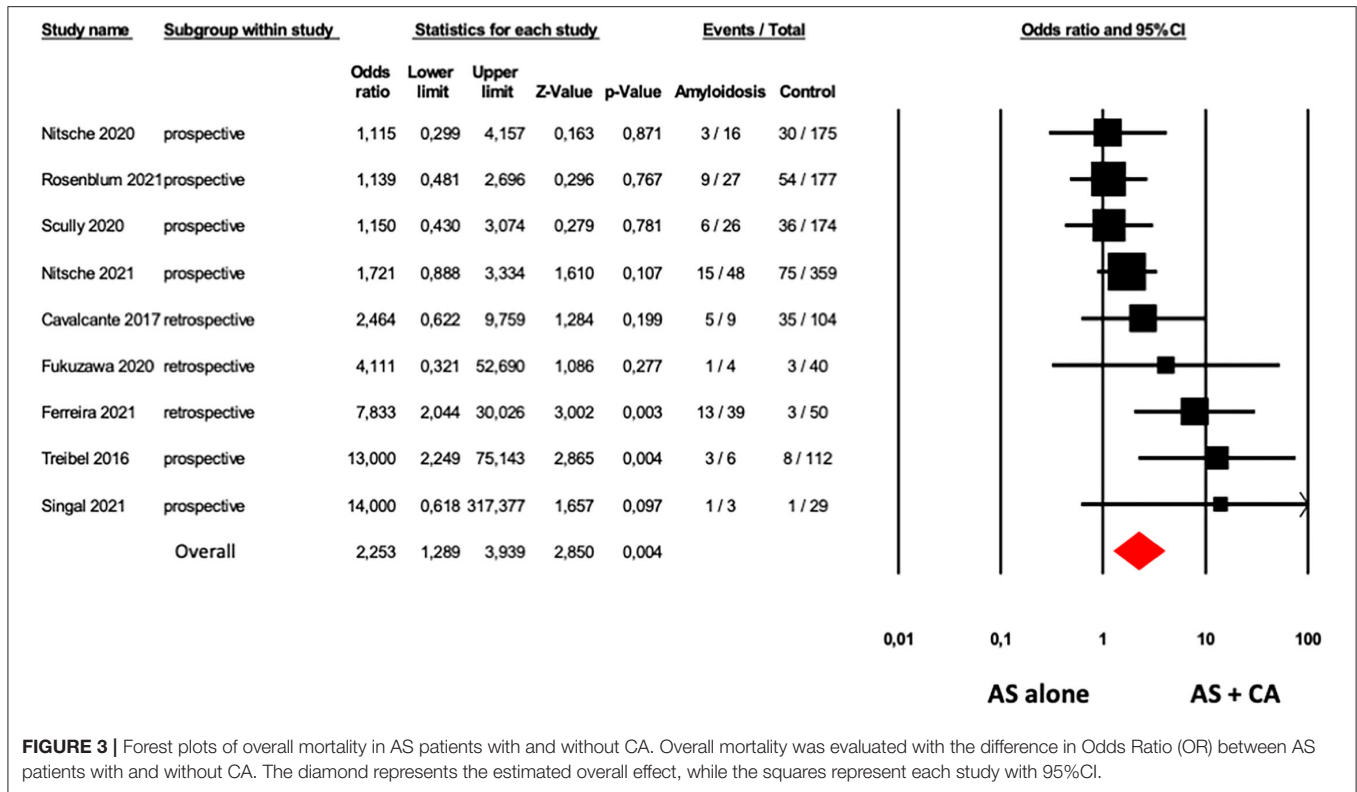 Study name Subgroup within study Statistics for each study Events / Total Odds ratio and 95%CI
Odds ratio Lower limit Upper limit Z-Value p-Value Amyloidosis Control
Nitsche 2020 prospective 1,115 0,299 4,157 0,163 0,871 3 / 16 30 / 175
Rosenblum 2021 prospective 1,139 0,481 2,696 0,296 0,767 9 / 27 54 / 177
Scully 2020 prospective 1,150 0,430 3,074 0,279 0,781 6 / 26 36 / 174
Nitsche 2021 prospective 1,721 0,888 3,334 1,610 0,107 15 / 48 75 / 359
Cavalcante 2017 retrospective 2,464 0,622 9,759 1,284 0,199 5 / 9 35 / 104
Fukuzawa 2020 retrospective 4,111 0,321 52,690 1,086 0,277 1 / 4 3 / 40
Ferreira 2021 retrospective 7,833 2,044 30,026 3,002 0,003 13 / 39 3 / 50
Treibel 2016 prospective 13,000 2,249 75,143 2,865 0,004 3 / 6 8 / 112
Singal 2021 prospective 14,000 0,618 317,377 1,657 0,097 1 / 3 1 / 29
Overall 2,253 1,289 3,939 2,850 0,004
0,01 0,1 1 10 100
AS alone AS + CA
FIGURE 3 | Forest plots of overall mortality in AS patients with and without CA. Overall mortality was evaluated with the difference in Odds Ratio (OR) between AS
patients with and without CA. The diamond represents the estimated overall effect, while the squares represent each study with 95%CI.